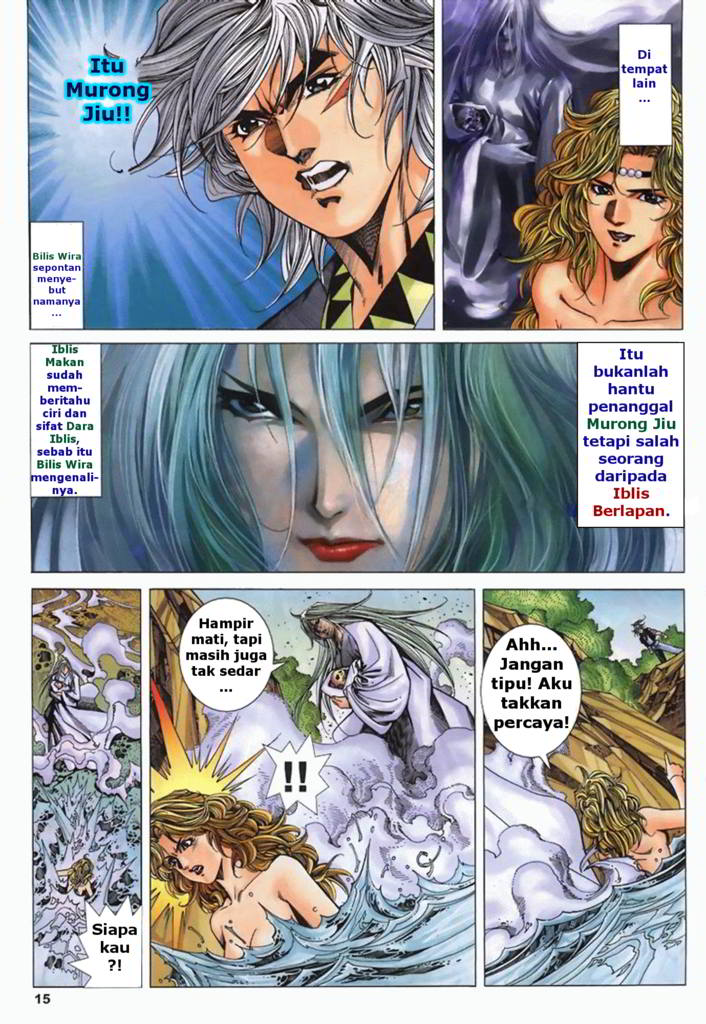 Itu
Murong
Jiu!!
Bilis Wira
sepontan
menye-
but
namanya
...
Di
tempat
lain
...
Iblis
Makan
sudah
mem-
beritahu
ciri dan
sifat Dara
Iblis,
sebab itu
Bilis Wira
mengenali-
nya.
Itu
bukanlah
hantu
penanggal
Murong Jiu
tetapi salah
seorang
daripada
Iblis
Berlapan.
Siapa
kau
?!
Hampir
mati, tapi
masih juga
tak sedar
...
!!
Ahh...
Jangan
tipu! Aku
takkan
percaya!
15